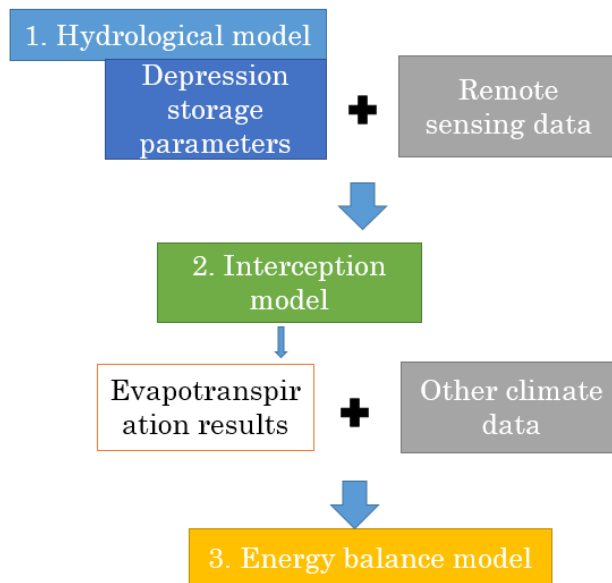 1. Hydrological model
Depression
storage
parameters
Remote
sensing data
2. Interception
model
Evapotranspir
ation results
Other climate
data
3. Energy balance model